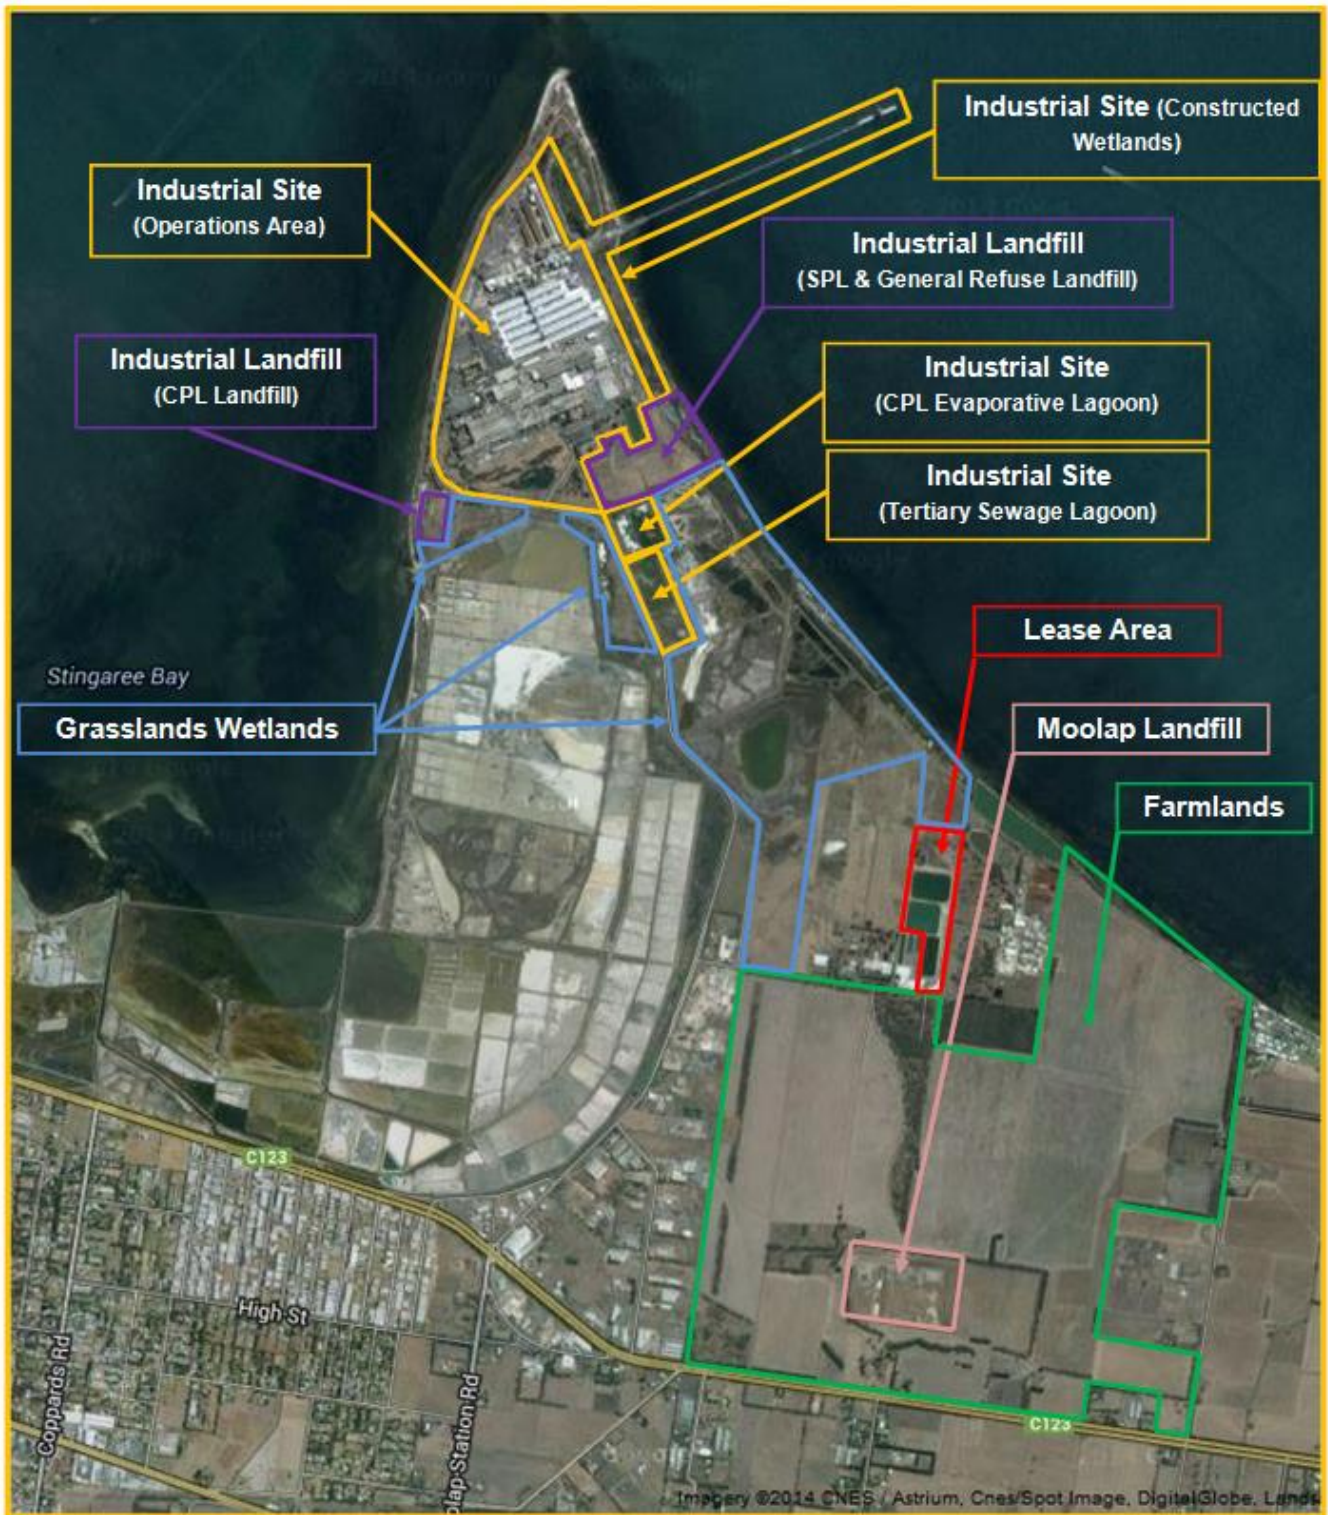 Industrial Site (Constructed
Wetlands)
Industrial Site
(Operations Area)
Industrial Landfill
(SPL & General Refuse Landfill)
Industrial Landfill
(CPL Landfill)
Industrial Site
(CPL Evaporative Lagoon)
Industrial Site
(Tertiary Sewage Lagoon)
Lease Area
Stingaree Bay
Grasslands Wetlands
Moolap Landfill
Farmlands
C123
High St
Coppards Rd
olap Station Rd
C123
Imagery ©2014 CNES / Astrium, Cnes/Spot Image, DigitalGlobe, Lands